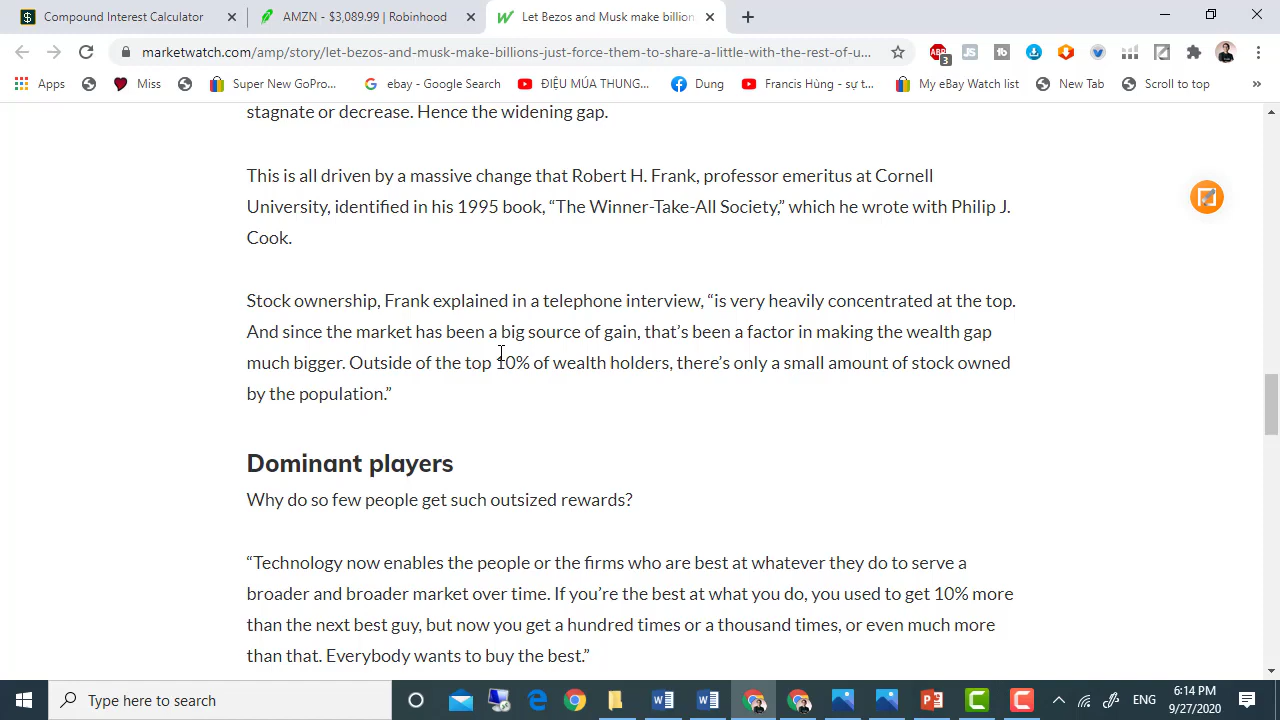 Compound Interest Calculator
AMZN - $3,089.99 | Robinhood
Let Bezos and Musk make billion
marketwatch.com/amp/story/let-bezos-and-musk-make-billions-just-force-them-to-share-a-little-with-the-rest-of-u...
ABP
3
JS
tb
Apps
Miss
Super New GoPro...
ebay - Google Search
ĐIỆU MÚA THUNG...
Dung
Francis Hùng - sự t...
My eBay Watch list
New Tab
Scroll to top
»
stagnate or decrease. Hence the widening gap.
This is all driven by a massive change that Robert H. Frank, professor emeritus at Cornell
University, identified in his 1995 book, “The Winner-Take-All Society,” which he wrote with Philip J.
Cook.
Stock ownership, Frank explained in a telephone interview, “is very heavily concentrated at the top.
And since the market has been a big source of gain, that’s been a factor in making the wealth gap
much bigger. Outside of the top 10% of wealth holders, there’s only a small amount of stock owned
by the population.”
Dominant players
Why do so few people get such outsized rewards?
“Technology now enables the people or the firms who are best at whatever they do to serve a
broader and broader market over time. If you’re the best at what you do, you used to get 10% more
than the next best guy, but now you get a hundred times or a thousand times, or even much more
than that. Everybody wants to buy the best.”
Type here to search
ENG
6:14 PM
9/27/2020